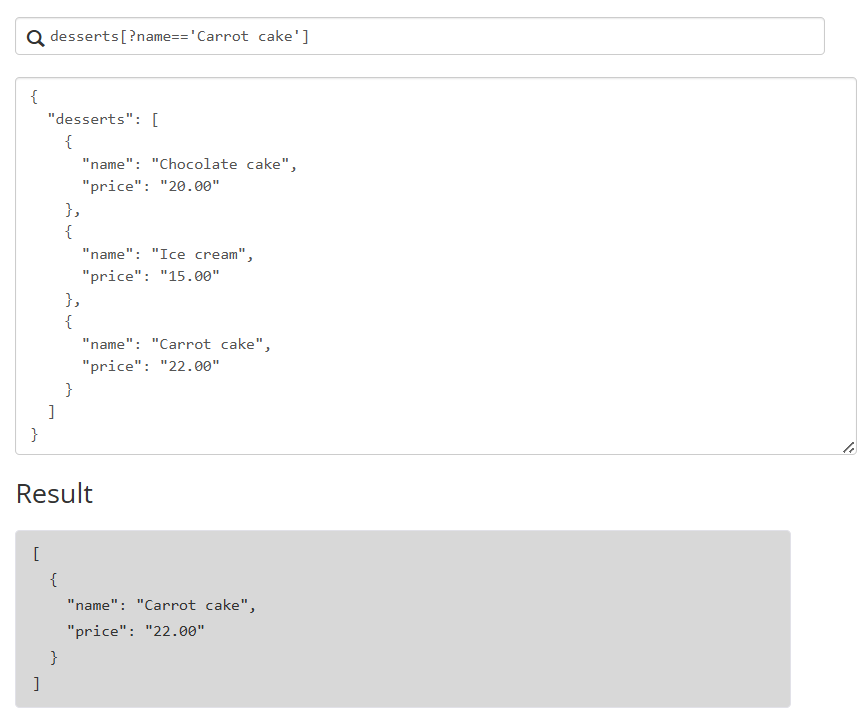 desserts[?name=='Carrot cake']
{
  "desserts": [
    {
      "name": "Chocolate cake",
      "price": "20.00"
    },
    {
      "name": "Ice cream",
      "price": "15.00"
    },
    {
      "name": "Carrot cake",
      "price": "22.00"
    }
  ]
}
Result
[
  {
    "name": "Carrot cake",
    "price": "22.00"
  }
]